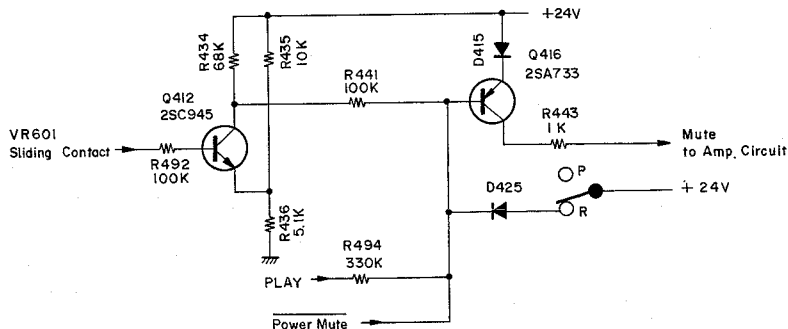 +24V
R434
68K
R435
10K
D415
Q416
2SA733
R441
100K
Q412
2SC945
R443
1K
VR601
Sliding Contact
R492
100K
Mute
to Amp. Circuit
P
D425
+24V
R
R436
5.1K
R494
330K
PLAY
Power Mute